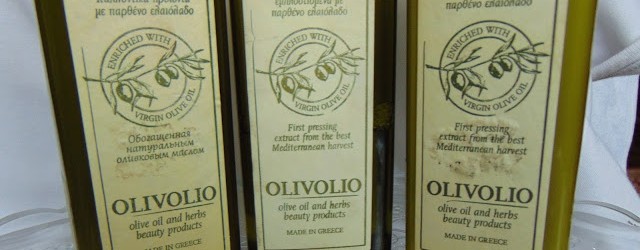 με παρθένο ελαιόλαδο
ENRICHED WITH
VIRGIN OLIVE OIL
Обогащенная
натуральным
оливковым маслом
OLIVOLIO
olive oil and herbs
beauty products
MADE IN GREECE
με παρθένο ελαιόλαδο
ENRICHED WITH
VIRGIN OLIVE OIL
First pressing
extract from the best
Mediterranean harvest
OLIVOLIO
olive oil and herbs
beauty products
MADE IN GREECE
παρθένο ελαιόλαδο
ENRICHED WITH
VIRGIN OLIVE OIL
First pressing
extract from the best
Mediterranean harvest
OLIVOLIO
olive oil and herbs
beauty products
MADE IN GREECE